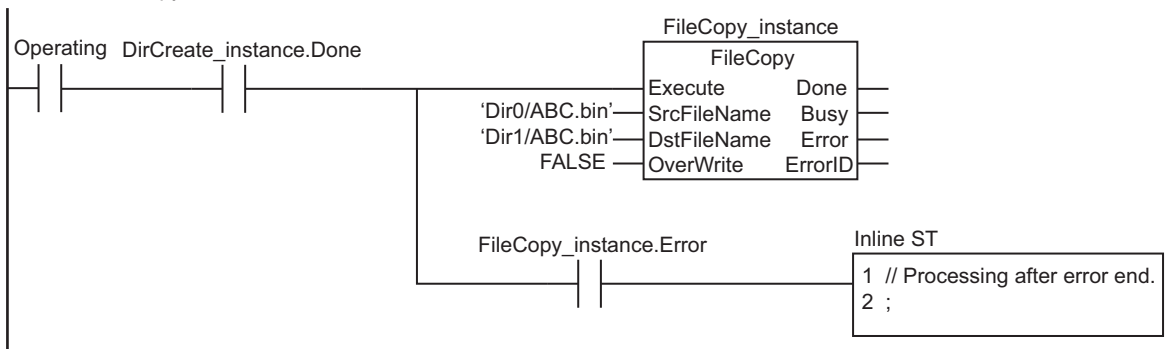 FileCopy_instance
Operating DirCreate_instance.Done
FileCopy
Execute Done
'Dir0/ABC.bin' SrcFileName Busy
'Dir1/ABC.bin' DstFileName Error
FALSE OverWrite ErrorID
FileCopy_instance.Error
Inline ST
1 // Processing after error end.
2 ;